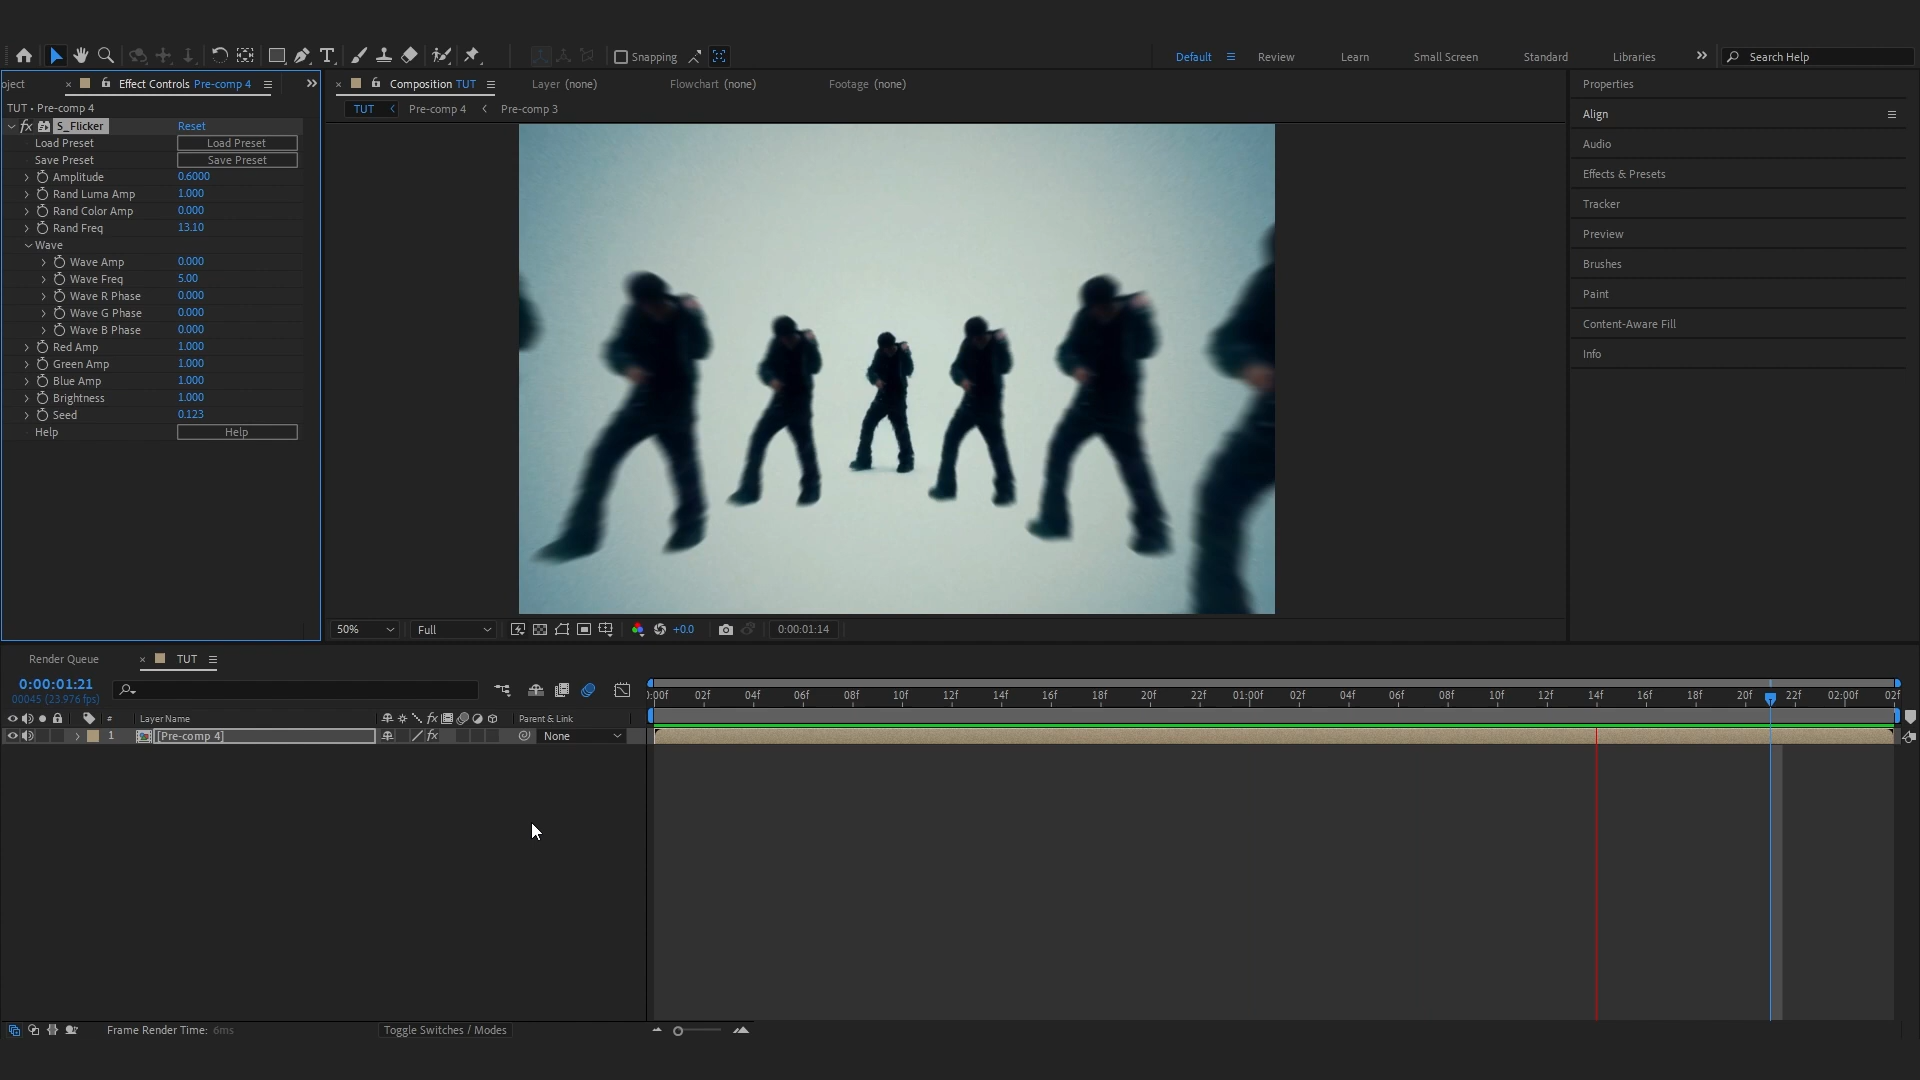 Snapping
Default
Review
Learn
Small Screen
Standard
Libraries
Search Help
oject
Effect Controls Pre-comp 4
Composition TUT
Layer (none)
Flowchart (none)
Footage (none)
Properties
TUT • Pre-comp 4
TUT
Pre-comp 4
Pre-comp 3
Align
fx S_Flicker Reset
Load Preset Load Preset
Audio
Save Preset Save Preset
Amplitude 0.6000
Effects & Presets
Rand Luma Amp 1.000
Rand Color Amp 0.000
Tracker
Rand Freq 13.10
Preview
Wave
Wave Amp 0.000
Brushes
Wave Freq 5.00
Wave R Phase 0.000
Paint
Wave G Phase 0.000
Content-Aware Fill
Wave B Phase 0.000
Red Amp 1.000
Info
Green Amp 1.000
Blue Amp 1.000
Brightness 1.000
Seed 0.123
Help Help
50% Full +0.0 0:00:01:14
Render Queue
TUT
0:00:01:21
00045 (23.976 fps)
):00f 02f 04f 06f 08f 10f 12f 14f 16f 18f 20f 22f 01:00f 02f 04f 06f 08f 10f 12f 14f 16f 18f 20f 22f 02:00f 02f
# Layer Name fx Parent & Link
1 [Pre-comp 4] fx None
Frame Render Time: 6ms
Toggle Switches / Modes